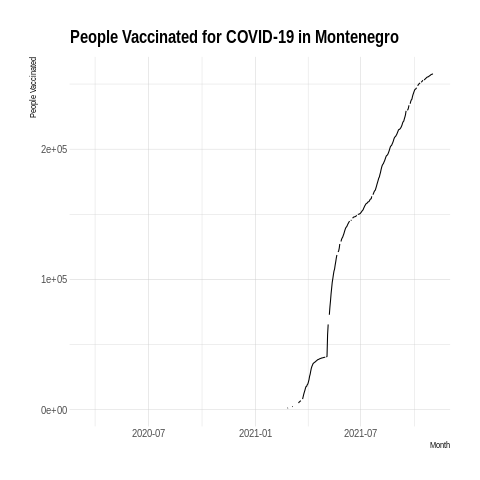 People Vaccinated for COVID-19 in Montenegro
People Vaccinated
2e+05
1e+05
0e+00
2020-07
2021-01
2021-07
Month